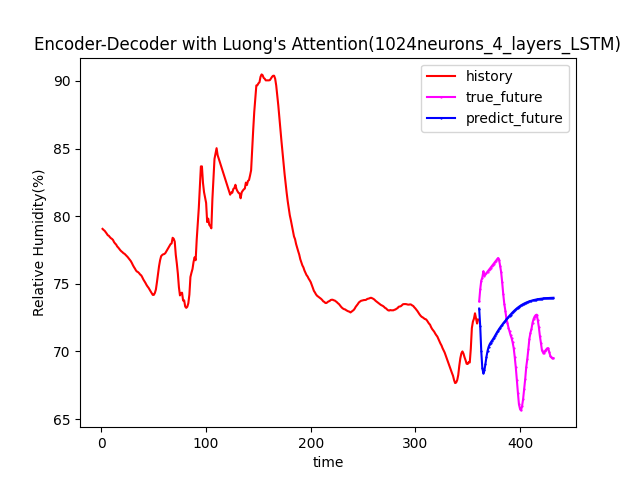 Encoder-Decoder with Luong's Attention(1024neurons_4_layers_LSTM)
history
true_future
predict_future
90
85
80
75
70
65
Relative Humidity(%)
0 100 200 300 400
time